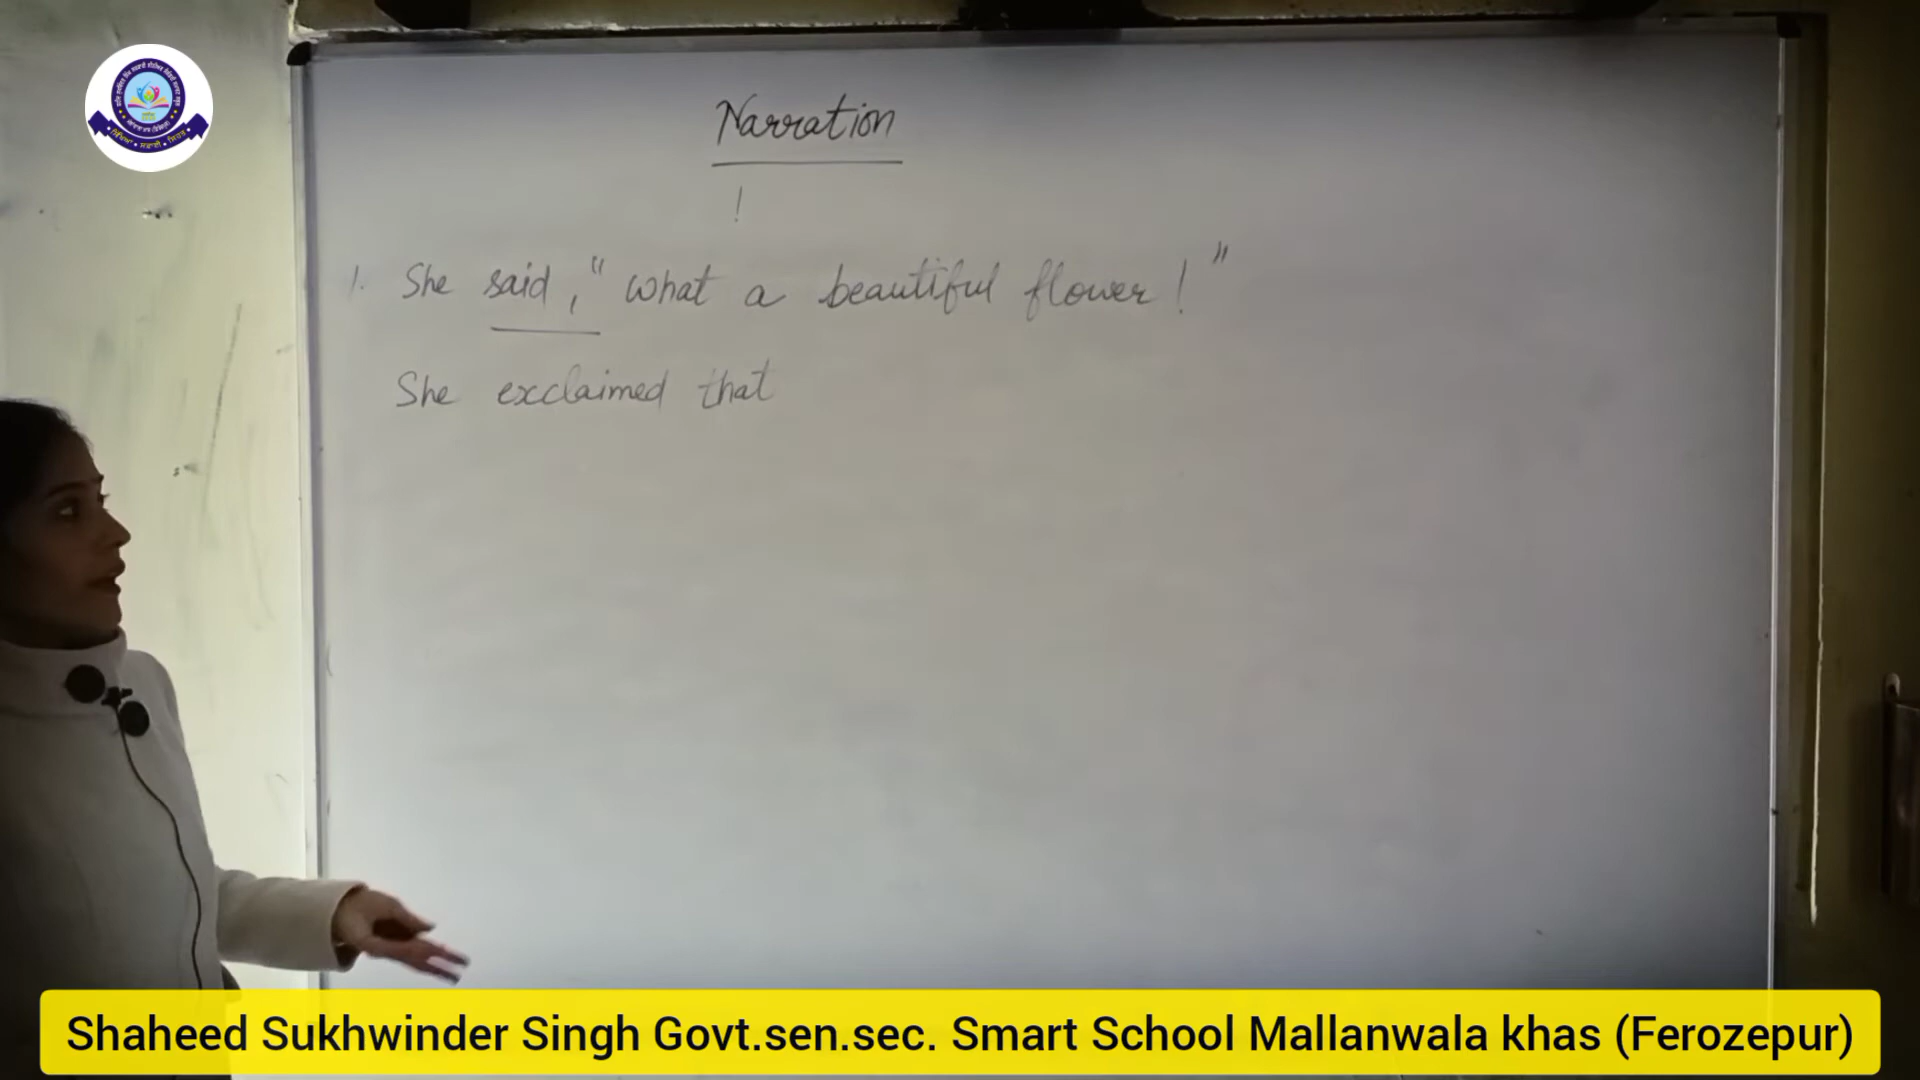 Narration
!
1. She said, "what a beautiful flower!"
She exclaimed that
Shaheed Sukhwinder Singh Govt.sen.sec. Smart School Mallanwala khas (Ferozepur)